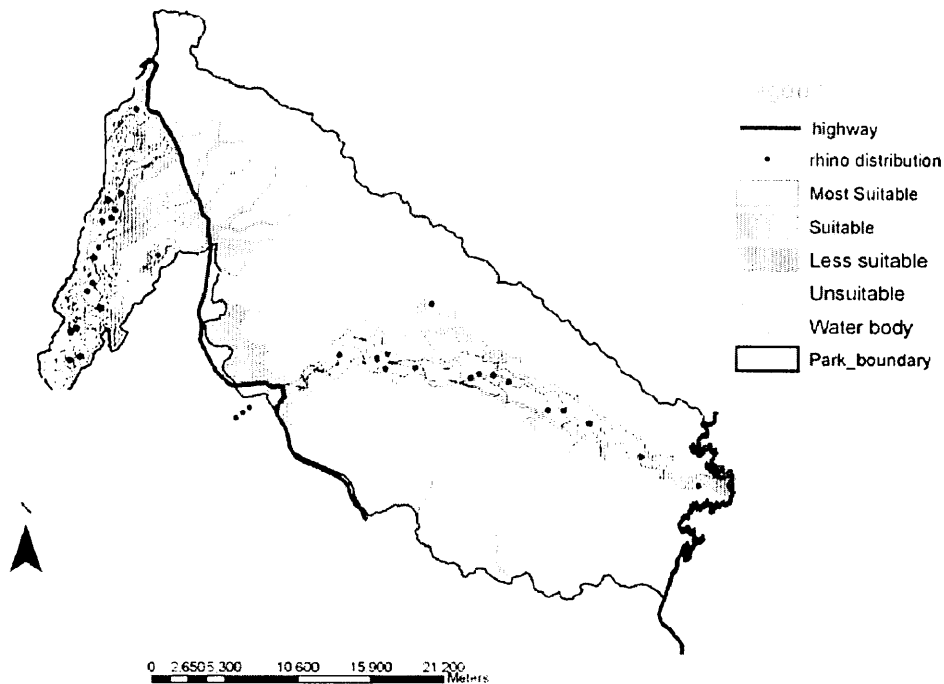 highway
rhino distribution
Most Suitable
Suitable
Less suitable
Unsuitable
Water body
Park_boundary
0 2.650 5.300 10 600 15 900 21 200
Meters